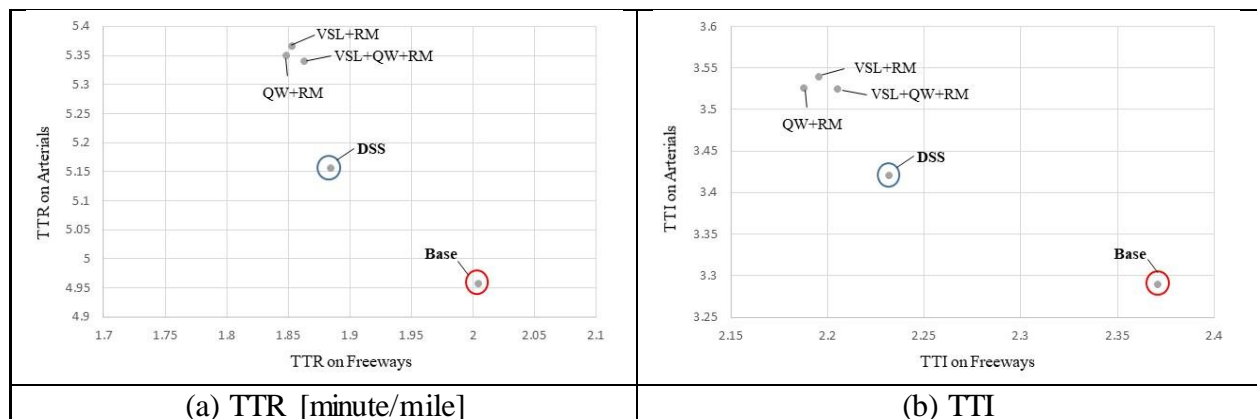 5.4
5.35
5.3
5.25
5.2
5.15
5.1
5.05
5
4.95
4.9
TTR on Arterials
VSL+RM
VSL+QW+RM
QW+RM
DSS
Base
1.7 1.75 1.8 1.85 1.9 1.95 2 2.05 2.1
TTR on Freeways
(a) TTR [minute/mile]
3.6
3.55
3.5
3.45
3.4
3.35
3.3
3.25
TTI on Arterials
VSL+RM
VSL+QW+RM
QW+RM
DSS
Base
2.15 2.2 2.25 2.3 2.35 2.4
TTI on Freeways
(b) TTI